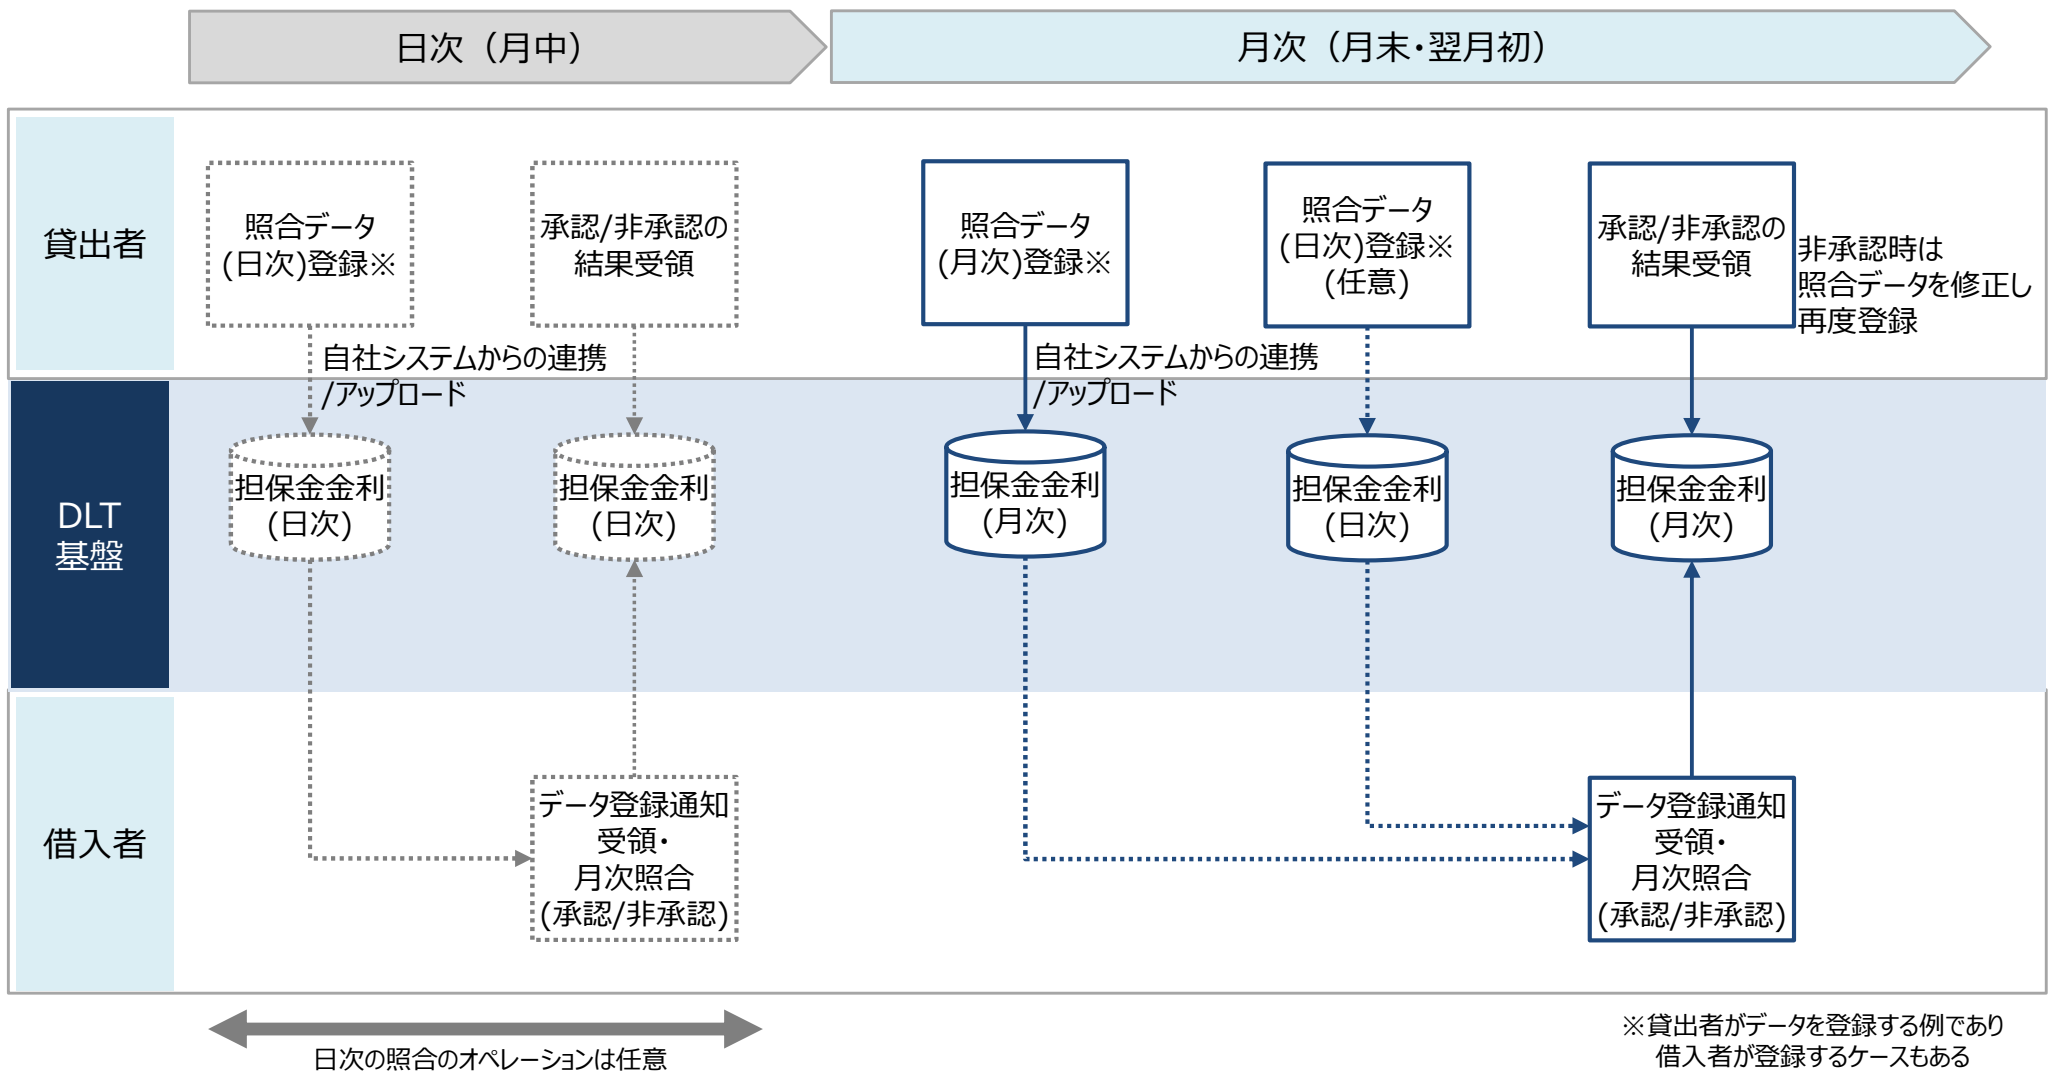 日次（月中）
月次（月末・翌月初）
貸出者
照合データ
(日次)登録※
承認/非承認の
結果受領
照合データ
(月次)登録※
照合データ
(日次)登録※
(任意)
承認/非承認の
結果受領
非承認時は
照合データを修正し
再度登録
自社システムからの連携
/アップロード
自社システムからの連携
/アップロード
DLT
基盤
担保金金利
(日次)
担保金金利
(日次)
担保金金利
(月次)
担保金金利
(日次)
担保金金利
(月次)
借入者
データ登録通知
受領・
月次照合
(承認/非承認)
データ登録通知
受領・
月次照合
(承認/非承認)
日次の照合のオペレーションは任意
※貸出者がデータを登録する例であり
借入者が登録するケースもある